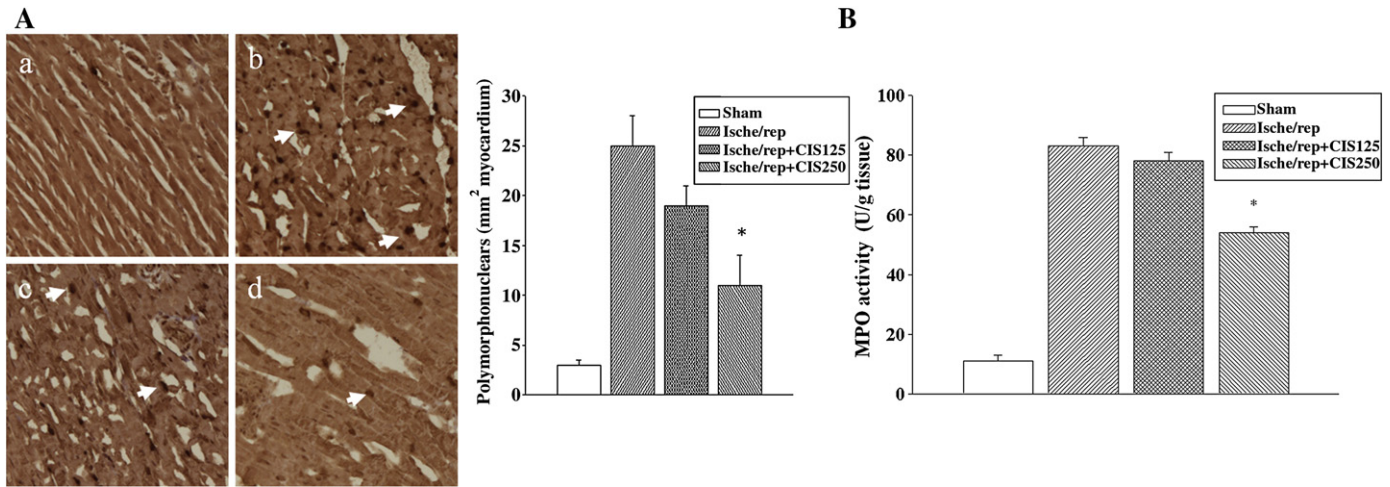 A
a
b
c
d
Polymorphonuclears (mm² myocardium)
30
25
20
15
10
5
0
Sham
Ische/rep
Ische/rep+CIS125
Ische/rep+CIS250
*
B
MPO activity (U/g tissue)
100
80
60
40
20
0
Sham
Ische/rep
Ische/rep+CIS125
Ische/rep+CIS250
*